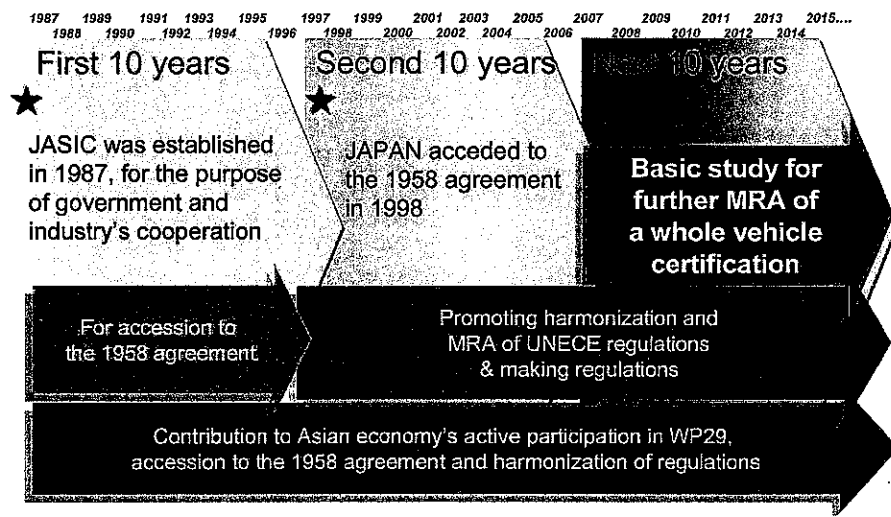 1987 1989 1991 1993 1995 1997 1999 2001 2003 2005 2007 2009 2011 2013 2015....
1988 1990 1992 1994 1996 1998 2000 2002 2004 2006 2008 2010 2012 2014
First 10 years
JASIC was established
in 1987, for the purpose
of government and
industry's cooperation
Second 10 years
JAPAN acceded to
the 1958 agreement
in 1998
10 years
Basic study for
further MRA of
a whole vehicle
certification
For accession to
the 1958 agreement
Promoting harmonization and
MRA of UNECE regulations
& making regulations
Contribution to Asian economy's active participation in WP29,
accession to the 1958 agreement and harmonization of regulations